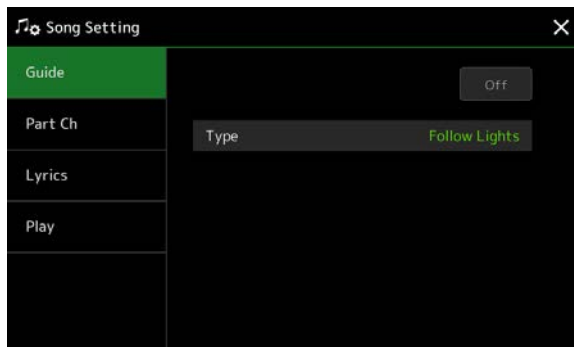 Song Setting
Guide
Off
Part Ch
Type Follow Lights
Lyrics
Play